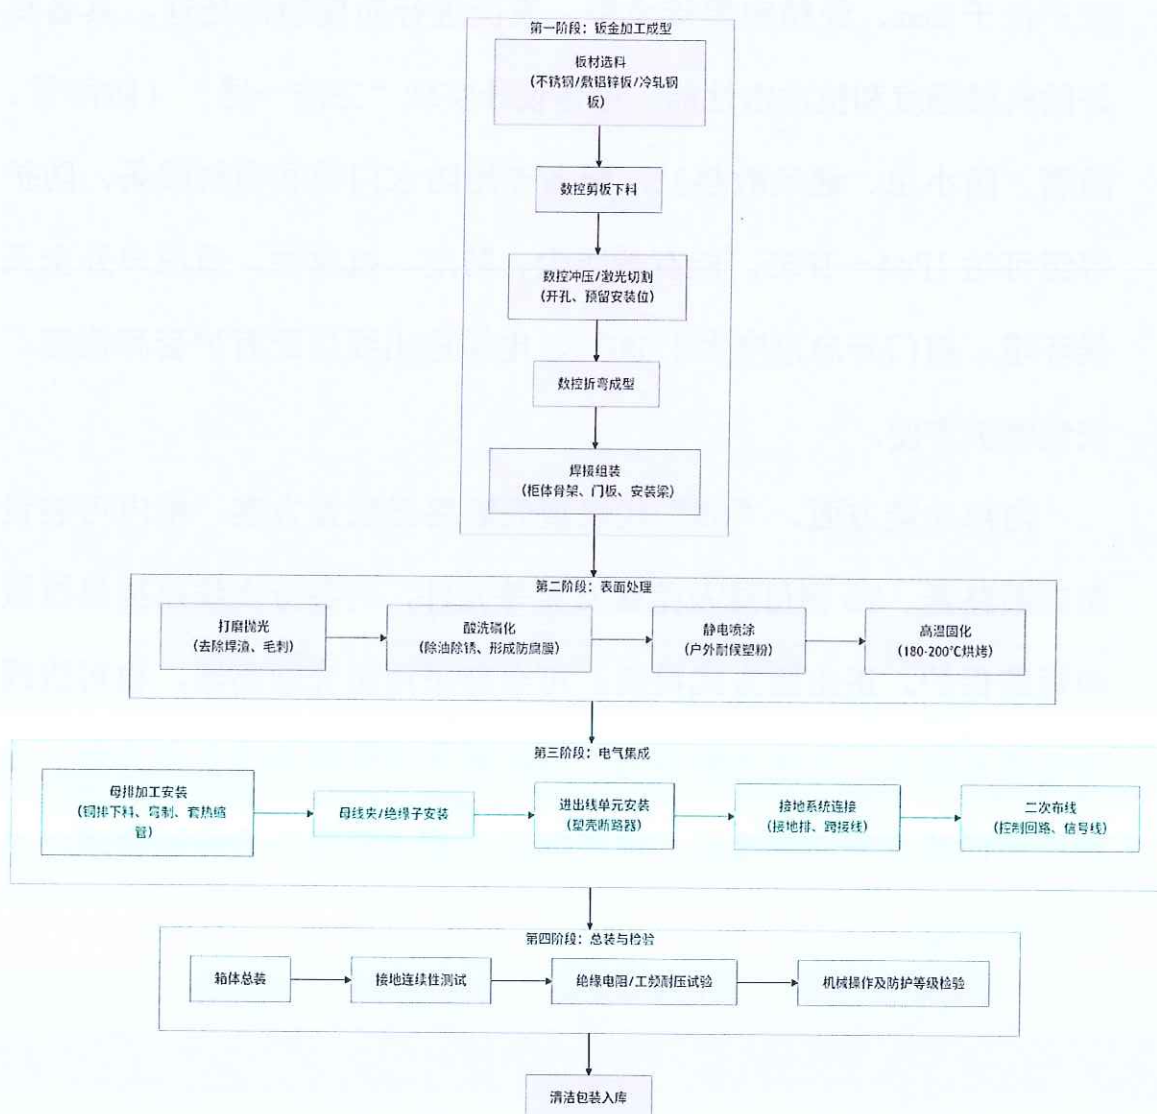 第一阶段：钣金加工成型
板材选料
(不锈钢/敷铝锌板/冷轧钢
板)
数控剪板下料
数控冲压/激光切割
(开孔、预留安装位)
数控折弯成型
焊接组装
(柜体骨架、门板、安装梁)
第二阶段：表面处理
打磨抛光
(去除焊渣、毛刺)
酸洗磷化
(除油除锈、形成防腐膜)
静电喷涂
(户外耐候塑粉)
高温固化
(180-200℃烘烤)
第三阶段：电气集成
母排加工安装
(铜排下料、弯制、套热缩
管)
母线夹/绝缘子安装
进出线单元安装
(塑壳断路器)
接地系统连接
(接地排、跨接线)
二次布线
(控制回路、信号线)
第四阶段：总装与检验
箱体总装
接地连续性测试
绝缘电阻/工频耐压试验
机械操作及防护等级检验
清洁包装入库